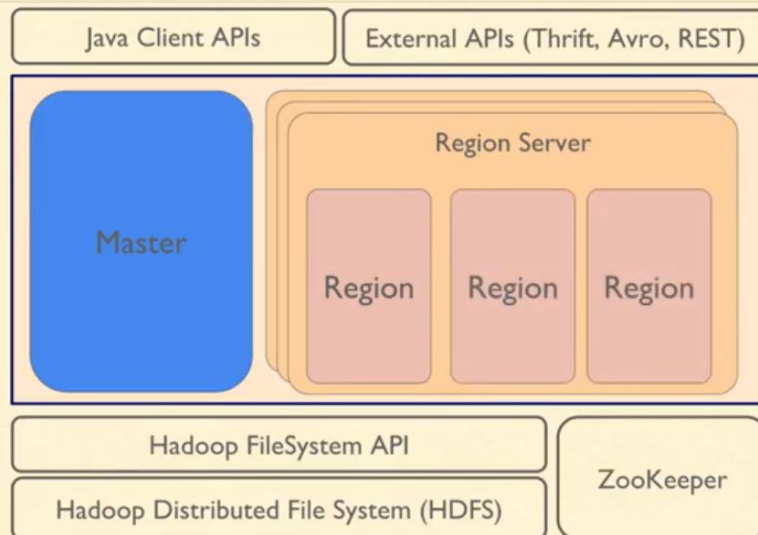 Java Client APIs
External APIs (Thrift, Avro, REST)
Master
Region Server
Region
Region
Region
Hadoop FileSystem API
Hadoop Distributed File System (HDFS)
ZooKeeper